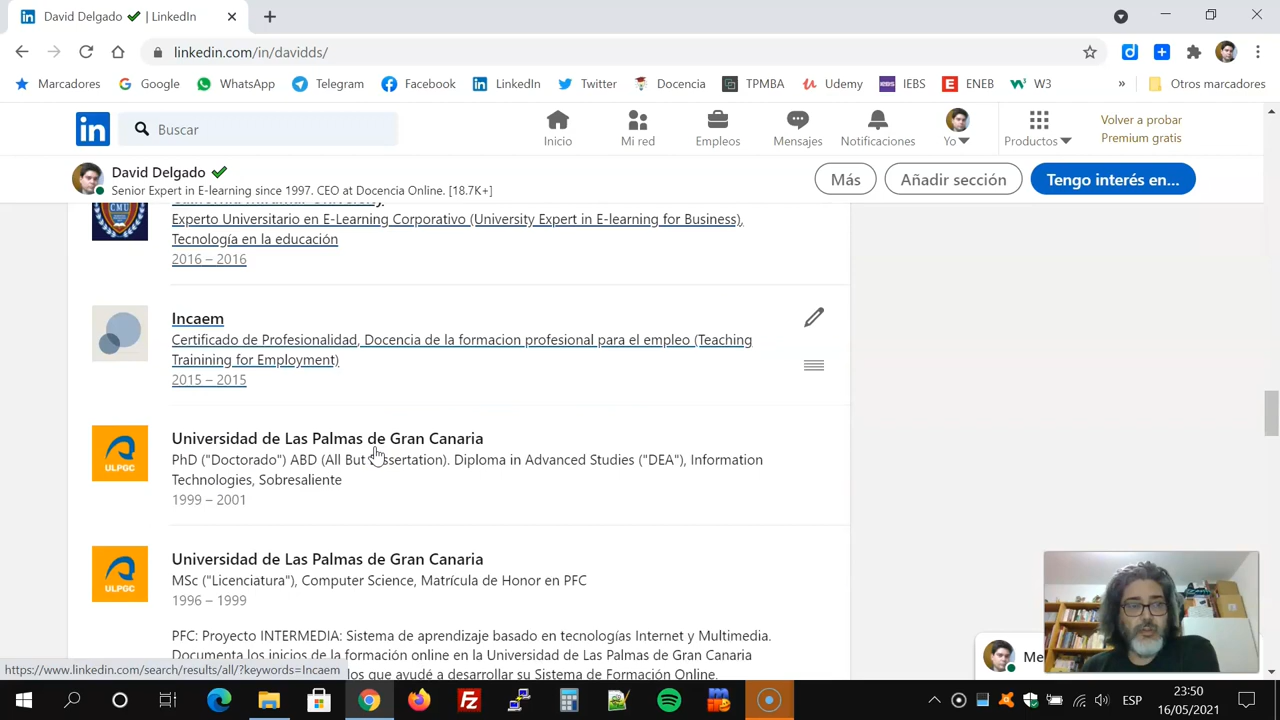 David Delgado ✔ | LinkedIn
linkedin.com/in/davidds/
Marcadores Google WhatsApp Telegram Facebook LinkedIn Twitter Docencia TPMBA Udemy IEBS ENEB W3 » Otros marcadores
in Buscar
Inicio Mi red Empleos Mensajes Notificaciones Yo Productos
Volver a probar
Premium gratis
David Delgado ✔
Senior Expert in E-learning since 1997. CEO at Docencia Online. [18.7K+]
Más Añadir sección Tengo interés en...
California Miramar University
CMU
Experto Universitario en E-Learning Corporativo (University Expert in E-learning for Business),
Tecnología en la educación
2016 – 2016
Incaem
Certificado de Profesionalidad, Docencia de la formacion profesional para el empleo (Teaching
Trainining for Employment)
2015 – 2015
ULPGC
Universidad de Las Palmas de Gran Canaria
PhD ("Doctorado") ABD (All But Dissertation). Diploma in Advanced Studies ("DEA"), Information
Technologies, Sobresaliente
1999 – 2001
ULPGC
Universidad de Las Palmas de Gran Canaria
MSc ("Licenciatura"), Computer Science, Matrícula de Honor en PFC
1996 – 1999
PFC: Proyecto INTERMEDIA: Sistema de aprendizaje basado en tecnologías Internet y Multimedia.
Documenta los inicios de la formación online en la Universidad de Las Palmas de Gran Canaria
los que ayudé a desarrollar su Sistema de Formación Online.
https://www.linkedin.com/search/results/all/?keywords=Incaem
Me
ESP
23:50
16/05/2021